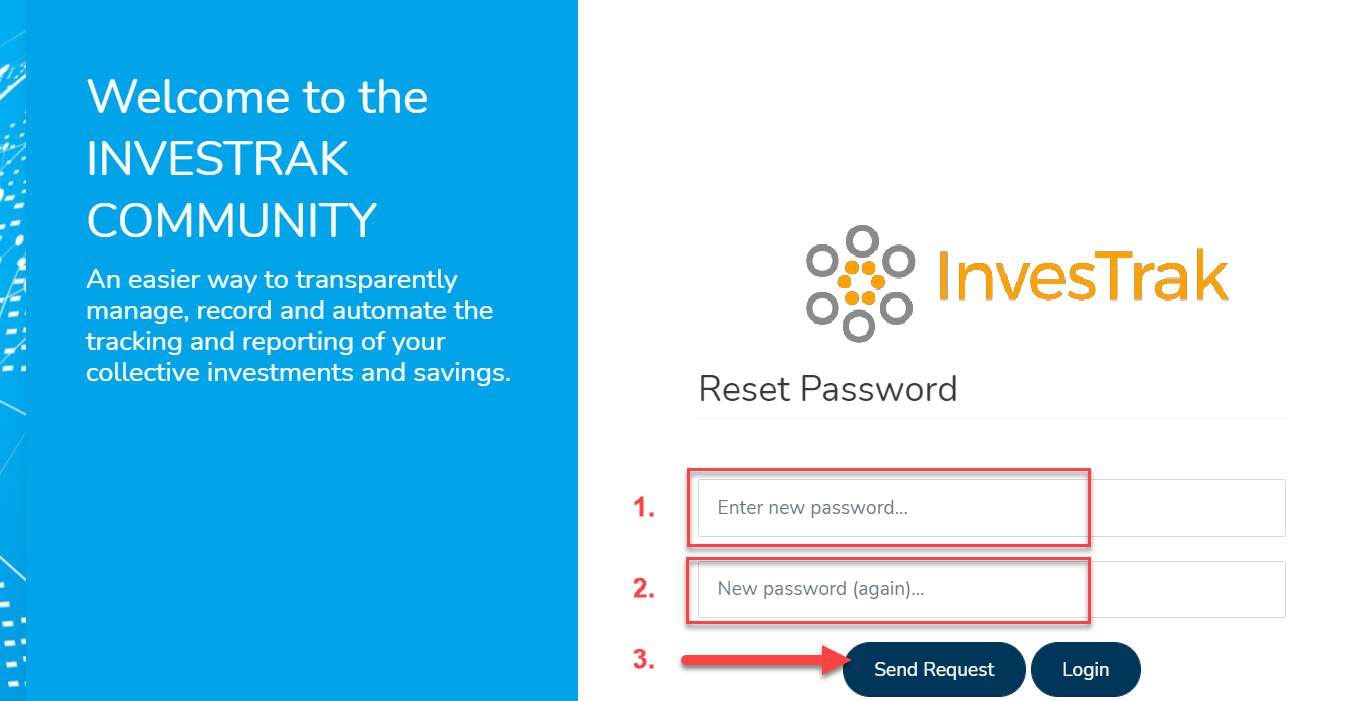 Welcome to the
INVESTRAK
COMMUNITY
An easier way to transparently
manage, record and automate the
tracking and reporting of your
collective investments and savings.
InvesTrak
Reset Password
1.
Enter new password...
2.
New password (again)...
3.
Send Request
Login